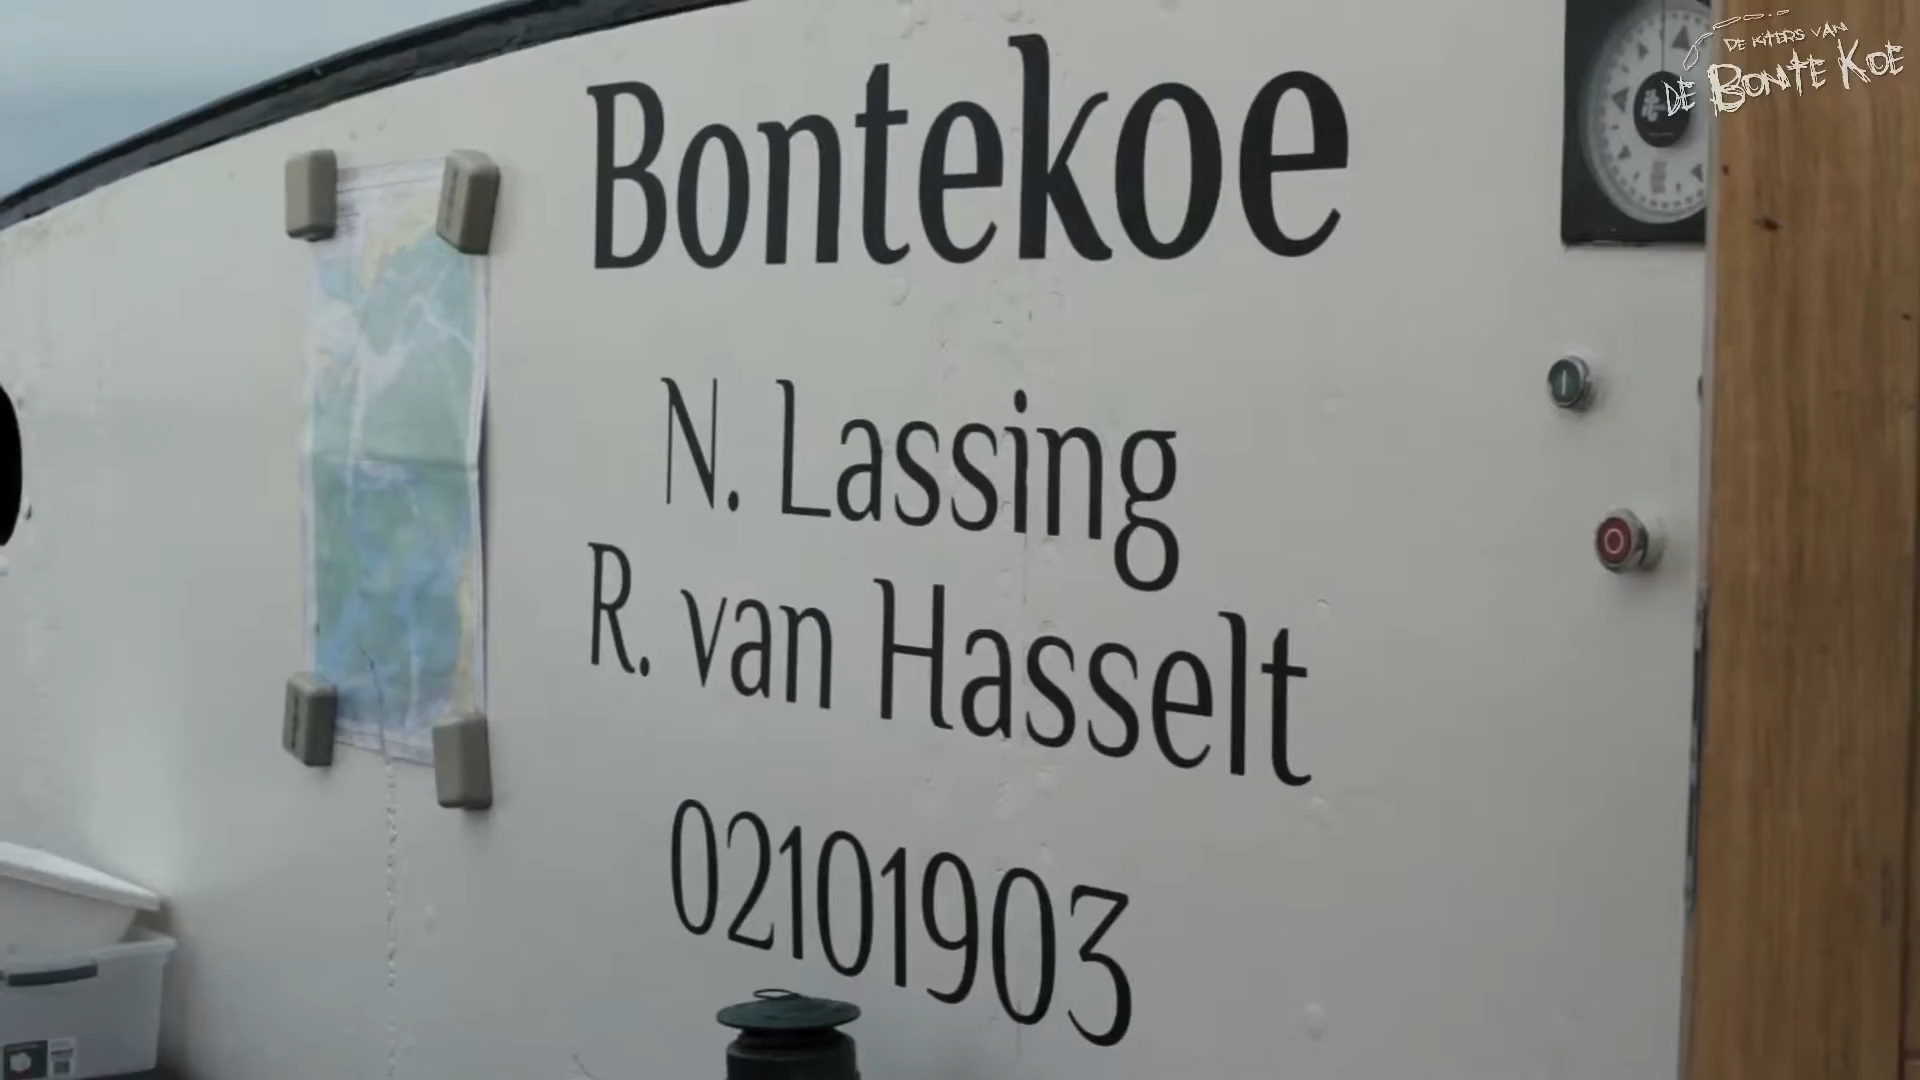 Bontekoe
N. Lassing
R. van Hasselt
02101903
DE KITERS VAN
DE BONTE KOE